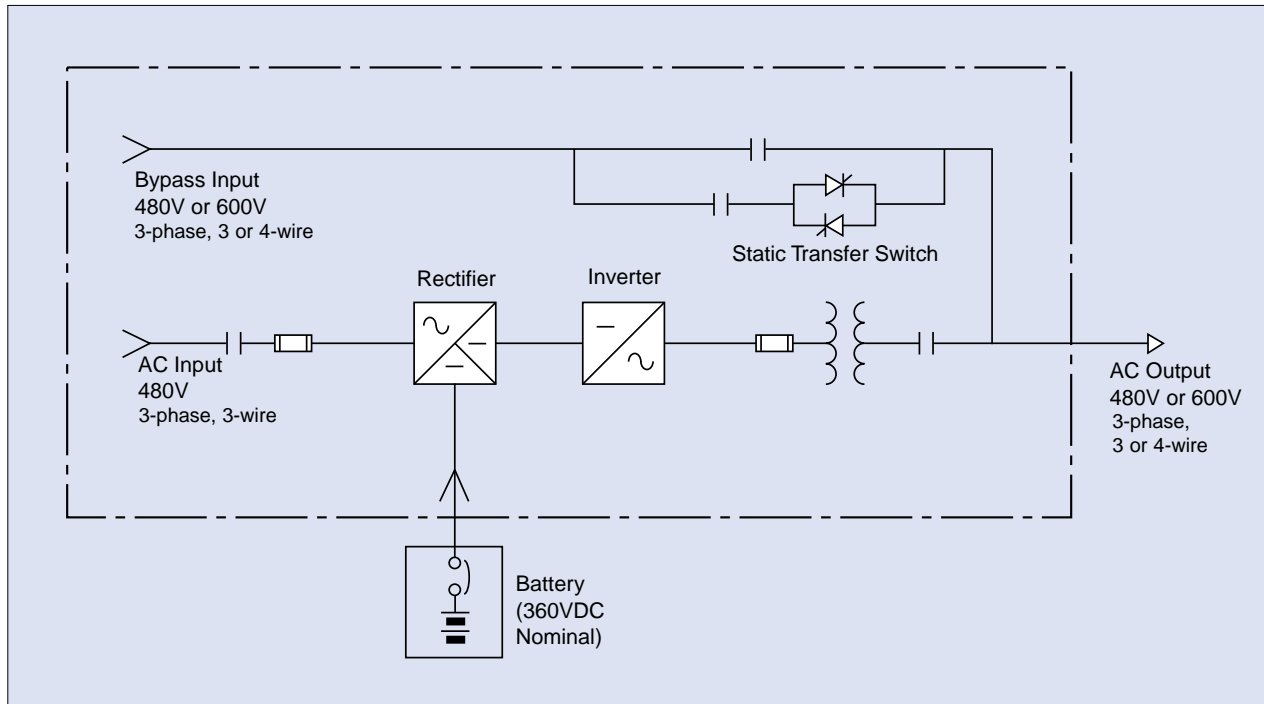 Bypass Input
480V or 600V
3-phase, 3 or 4-wire
Static Transfer Switch
Rectifier
Inverter
AC Input
480V
3-phase, 3-wire
AC Output
480V or 600V
3-phase,
3 or 4-wire
Battery
(360VDC
Nominal)